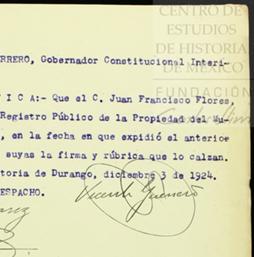 CENTRO DE
ESTUDIOS
DE HISTORIA
DE MÉXICO
FUNDACIÓN
RRERO, Gobernador Constitucional Interi-
I C A:- Que el C. Juan Francisco Flores,
Registro Público de la Propiedad del Mu-
, en la fecha en que expidió el anterior
suyas la firma y rúbrica que lo calzan.
toria de Durango, diciembre 3 de 1924.
ESPACHO.